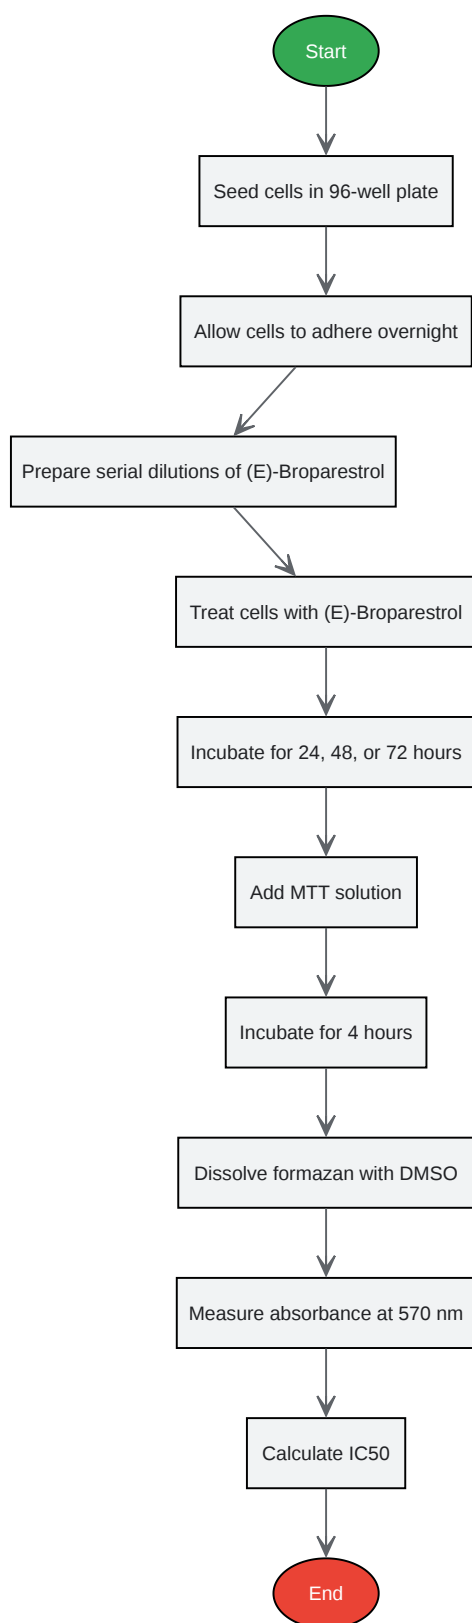 Start
Seed cells in 96-well plate
Allow cells to adhere overnight
Prepare serial dilutions of (E)-Broparestrol
Treat cells with (E)-Broparestrol
Incubate for 24, 48, or 72 hours
Add MTT solution
Incubate for 4 hours
Dissolve formazan with DMSO
Measure absorbance at 570 nm
Calculate IC50
End